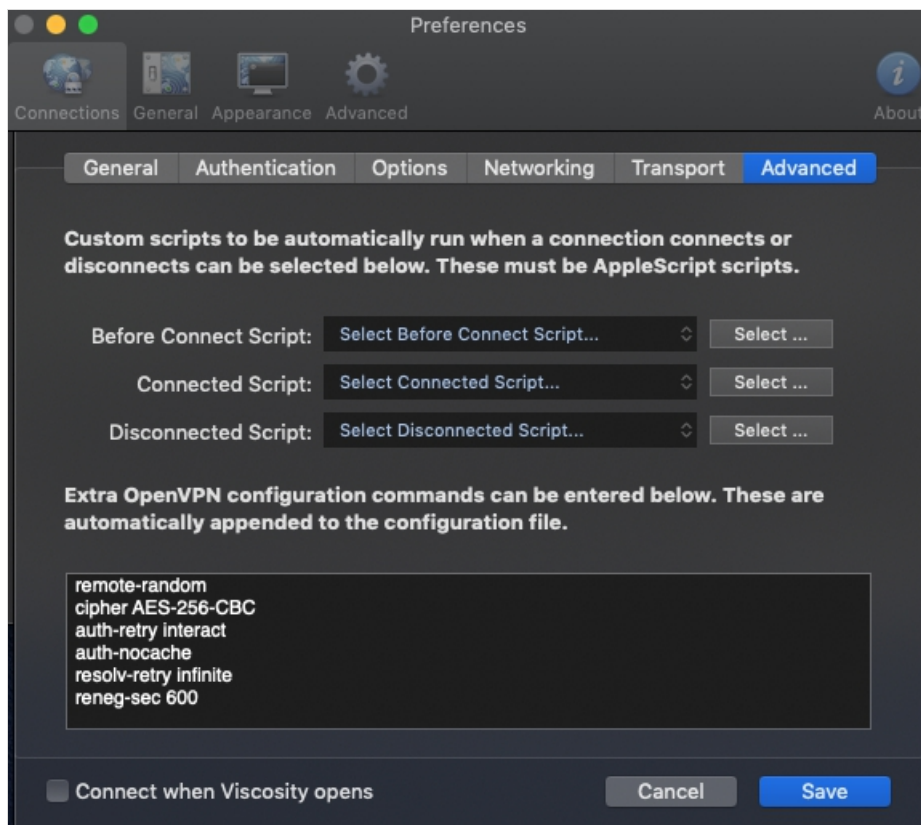 Preferences
Connections General Appearance Advanced About
General Authentication Options Networking Transport Advanced
Custom scripts to be automatically run when a connection connects or
disconnects can be selected below. These must be AppleScript scripts.
Before Connect Script: Select Before Connect Script... Select ...
Connected Script: Select Connected Script... Select ...
Disconnected Script: Select Disconnected Script... Select ...
Extra OpenVPN configuration commands can be entered below. These are
automatically appended to the configuration file.
remote-random
cipher AES-256-CBC
auth-retry interact
auth-nocache
resolv-retry infinite
reneg-sec 600
Connect when Viscosity opens Cancel Save